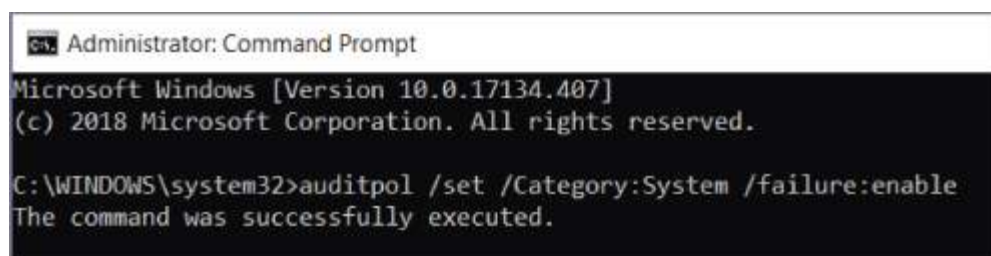 Administrator: Command Prompt
Microsoft Windows [Version 10.0.17134.407]
(c) 2018 Microsoft Corporation. All rights reserved.
C:\WINDOWS\system32>auditpol /set /Category:System /failure:enable
The command was successfully executed.